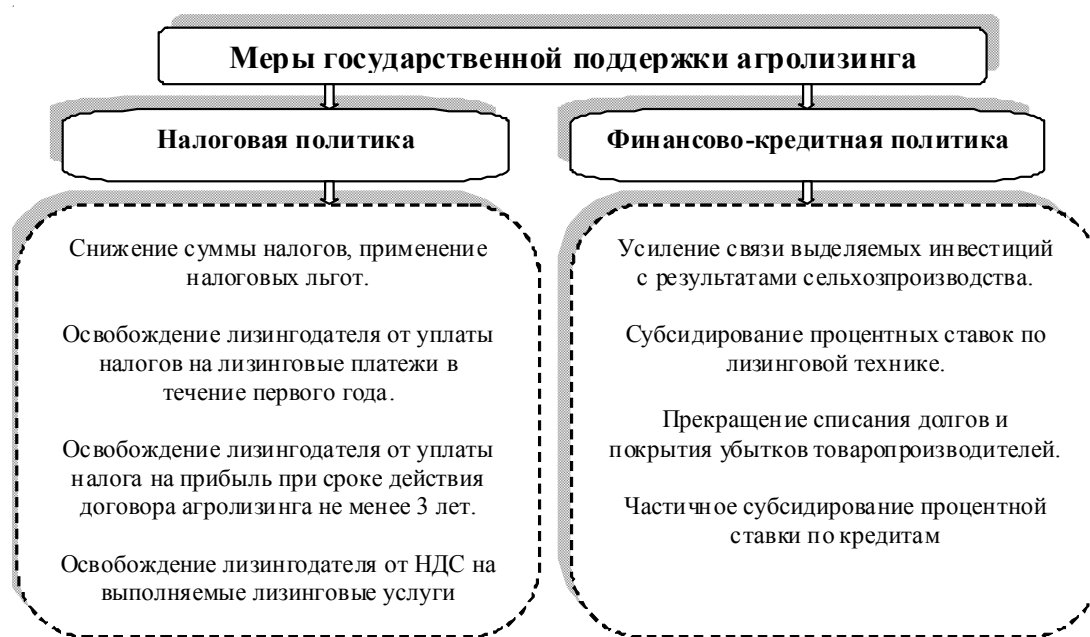 Меры государственной поддержки агролизинга
Налоговая политика
Снижение суммы налогов, применение
налоговых льгот.
Освобождение лизингодателя от уплаты
налогов на лизинговые платежи в
течение первого года.
Освобождение лизингодателя от уплаты
налога на прибыль при сроке действия
договора агролизинга не менее 3 лет.
Освобождение лизингодателя от НДС на
выполняемые лизинговые услуги
Финансово-кредитная политика
Усиление связи выделяемых инвестиций
с результатами сельхозпроизводства.
Субсидирование процентных ставок по
лизинговой технике.
Прекращение списания долгов и
покрытия убытков товаропроизводителей.
Частичное субсидирование процентной
ставки по кредитам